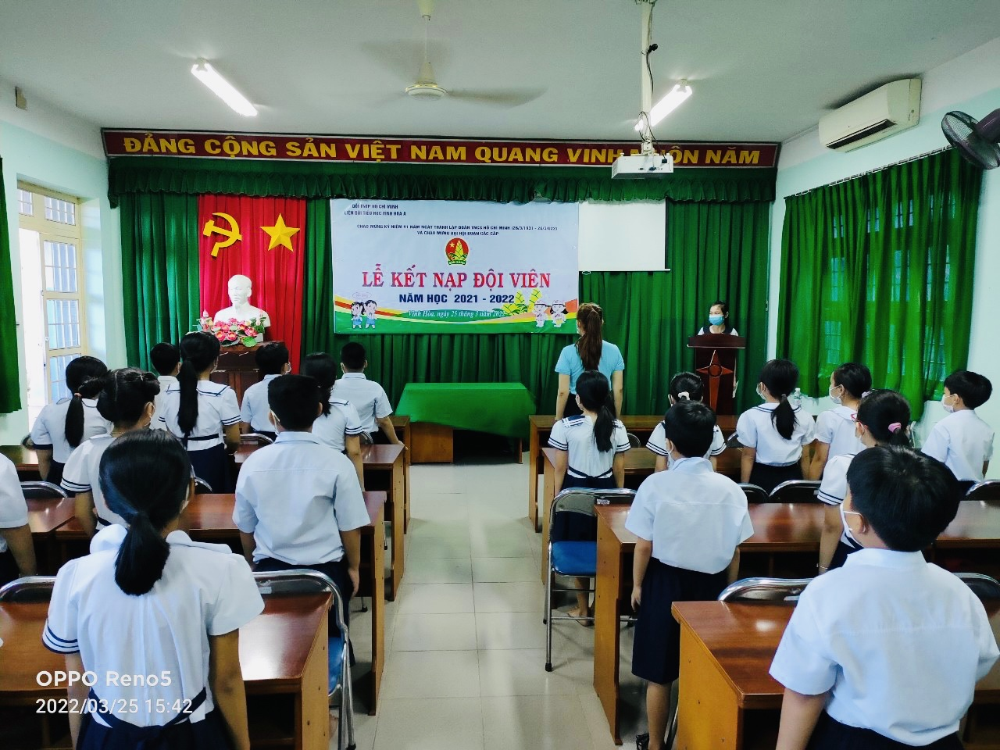 ĐẢNG CỘNG SẢN VIỆT NAM QUANG VINH MUÔN NĂM
ĐỘI TNTP HỒ CHÍ MINH
LIÊN ĐỘI TIỂU HỌC VĨNH HÒA A
CHÀO MỪNG KỶ NIỆM 91 NĂM NGÀY THÀNH LẬP ĐOÀN TNCS HỒ CHÍ MINH (26/3/1931 - 26/3/2022)
VÀ CHÀO MỪNG ĐẠI HỘI ĐOÀN CÁC CẤP
LỄ KẾT NẠP ĐỘI VIÊN
NĂM HỌC 2021 - 2022
Vĩnh Hòa, ngày 25 tháng 3 năm 2022
OPPO Reno5
2022/03/25 15:42